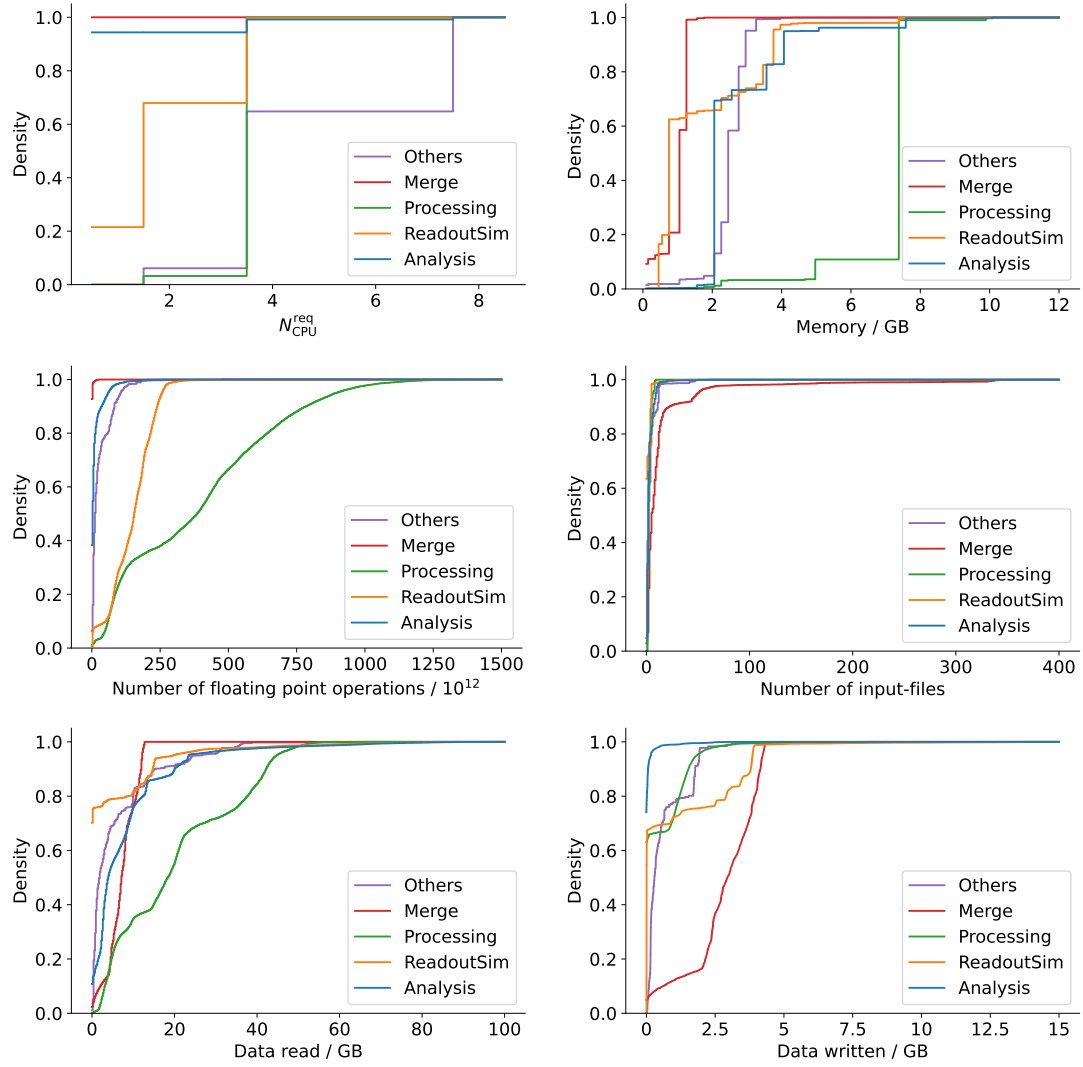 Density
1.0
0.8
0.6
0.4
0.2
0.0
2
4
6
8
N_CPU^req
Others
Merge
Processing
ReadoutSim
Analysis
Density
1.0
0.8
0.6
0.4
0.2
0.0
0
2
4
6
8
10
12
Memory / GB
Others
Merge
Processing
ReadoutSim
Analysis
Density
1.0
0.8
0.6
0.4
0.2
0.0
0
250
500
750
1000
1250
1500
Number of floating point operations / 10^12
Others
Merge
Processing
ReadoutSim
Analysis
Density
1.0
0.8
0.6
0.4
0.2
0.0
0
100
200
300
400
Number of input-files
Others
Merge
Processing
ReadoutSim
Analysis
Density
1.0
0.8
0.6
0.4
0.2
0.0
0
20
40
60
80
100
Data read / GB
Others
Merge
Processing
ReadoutSim
Analysis
Density
1.0
0.8
0.6
0.4
0.2
0.0
0
2.5
5
7.5
10
12.5
15
Data written / GB
Others
Merge
Processing
ReadoutSim
Analysis